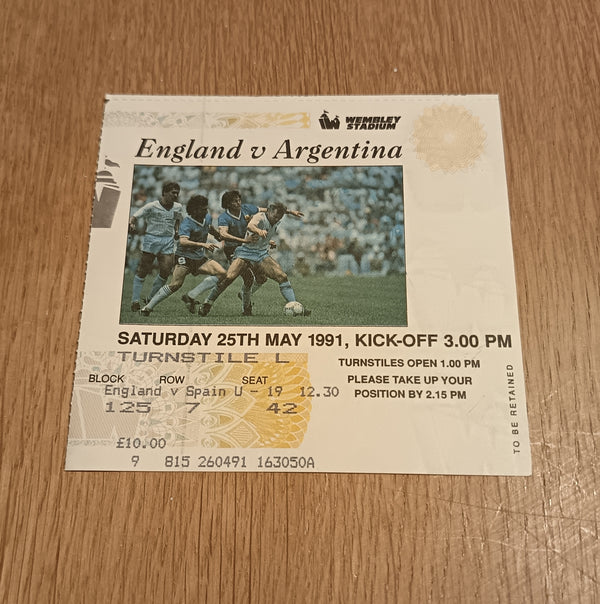 WEMBLEY
STADIUM
England v Argentina
SATURDAY 25TH MAY 1991, KICK-OFF 3.00 PM
TURNSTILE L
TURNSTILES OPEN 1.00 PM
BLOCK ROW SEAT
PLEASE TAKE UP YOUR
England v Spain U - 19 12.30
POSITION BY 2.15 PM
125 7 42
£10.00
9 815 260491 163050A
TO BE RETAINED